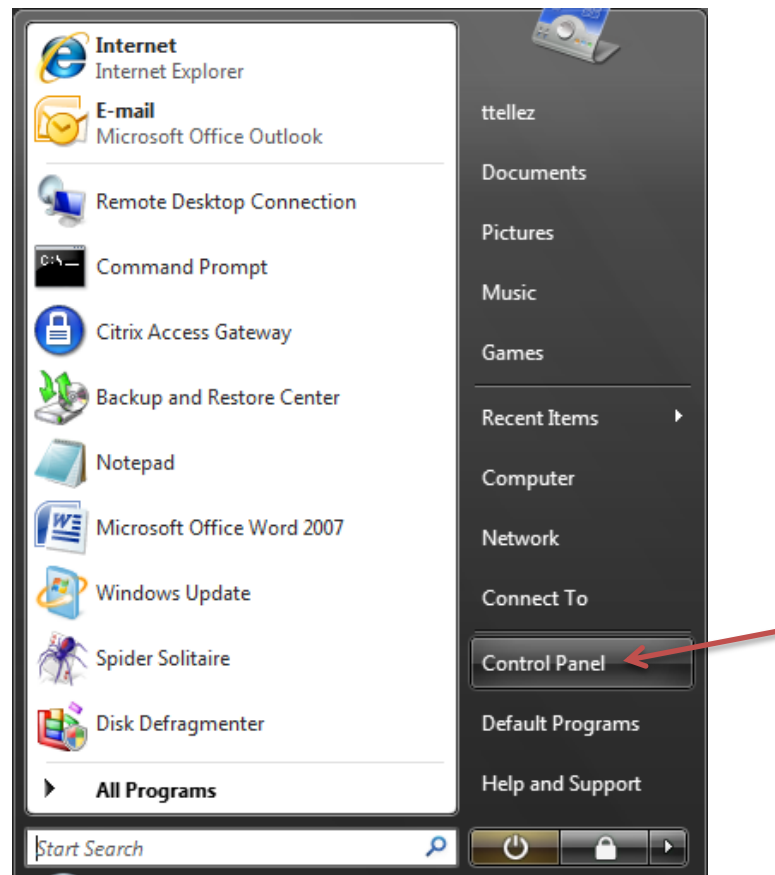 Internet
Internet Explorer
E-mail
Microsoft Office Outlook
Remote Desktop Connection
C:\
Command Prompt
Citrix Access Gateway
Backup and Restore Center
Notepad
W
Microsoft Office Word 2007
Windows Update
Spider Solitaire
Disk Defragmenter
All Programs
Start Search
ttellez
Documents
Pictures
Music
Games
Recent Items
Computer
Network
Connect To
Control Panel
Default Programs
Help and Support